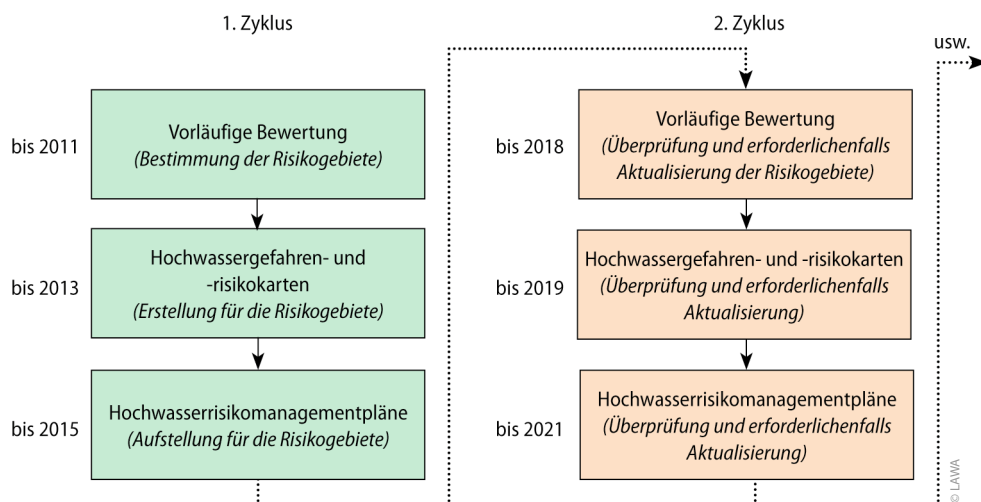 1. Zyklus
bis 2011
Vorläufige Bewertung
(Bestimmung der Risikogebiete)
bis 2013
Hochwassergefahren- und
-risikokarten
(Erstellung für die Risikogebiete)
bis 2015
Hochwasserrisikomanagementpläne
(Aufstellung für die Risikogebiete)
2. Zyklus
bis 2018
Vorläufige Bewertung
(Überprüfung und erforderlichenfalls
Aktualisierung der Risikogebiete)
bis 2019
Hochwassergefahren- und -risikokarten
(Überprüfung und erforderlichenfalls
Aktualisierung)
bis 2021
Hochwasserrisikomanagementpläne
(Überprüfung und erforderlichenfalls
Aktualisierung)
usw.
© LAWA